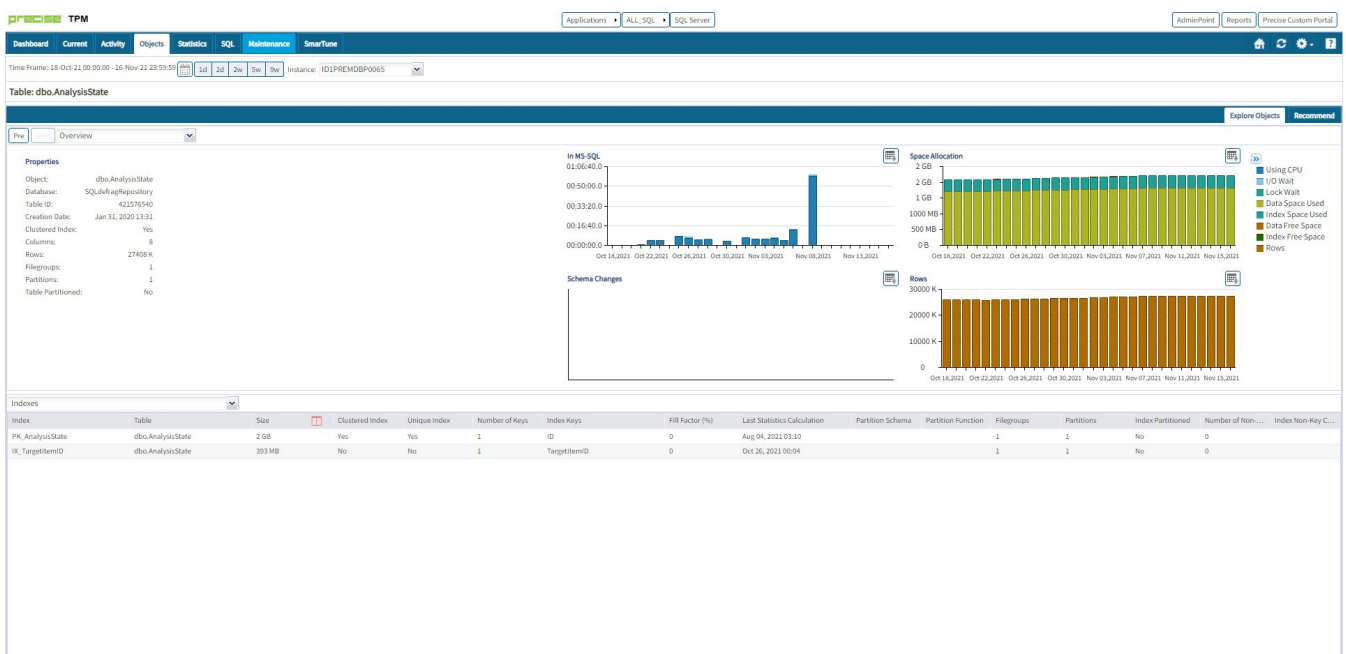 precise TPM
Applications ALL_SQL SQL Server
AdminPoint Reports Precise Custom Portal
Dashboard Current Activity Objects Statistics SQL Maintenance SmarTune
Time Frame: 18-Oct-21 00:00:00 - 16-Nov-21 23:59:59 1d 2d 2w 5w 9w Instance: ID1PREMDBP0065
Table: dbo.AnalysisState
Explore Objects Recommend
Pre Overview
Properties
Object: dbo.AnalysisState
Database: SQLdefragRepository
Table ID: 421576540
Creation Date: Jan 31, 2020 13:31
Clustered Index: Yes
Columns: 8
Rows: 27408 K
Filegroups: 1
Partitions: 1
Table Partitioned: No
In MS-SQL
01:06:40.0
00:50:00.0
00:33:20.0
00:16:40.0
00:00:00.0
Oct 18,2021 Oct 22,2021 Oct 26,2021 Oct 30,2021 Nov 03,2021 Nov 08,2021 Nov 13,2021
Space Allocation
2 GB
2 GB
1 GB
1000 MB
500 MB
0 B
Oct 18,2021 Oct 22,2021 Oct 26,2021 Oct 30,2021 Nov 03,2021 Nov 07,2021 Nov 11,2021 Nov 15,2021
Using CPU
I/O Wait
Lock Wait
Data Space Used
Index Space Used
Data Free Space
Index Free Space
Rows
Schema Changes
Rows
30000 K
20000 K
10000 K
0
Oct 18,2021 Oct 22,2021 Oct 26,2021 Oct 30,2021 Nov 03,2021 Nov 07,2021 Nov 11,2021 Nov 15,2021
Indexes
Index Table Size Clustered Index Unique Index Number of Keys Index Keys Fill Factor (%) Last Statistics Calculation Partition Schema Partition Function Filegroups Partitions Index Partitioned Number of Non-... Index Non-Key C...
PK_AnalysisState dbo.AnalysisState 2 GB Yes Yes 1 ID 0 Aug 04, 2021 03:10 1 1 No 0
IX_TargetItemID dbo.AnalysisState 393 MB No No 1 TargetItemID 0 Oct 26, 2021 00:04 1 1 No 0